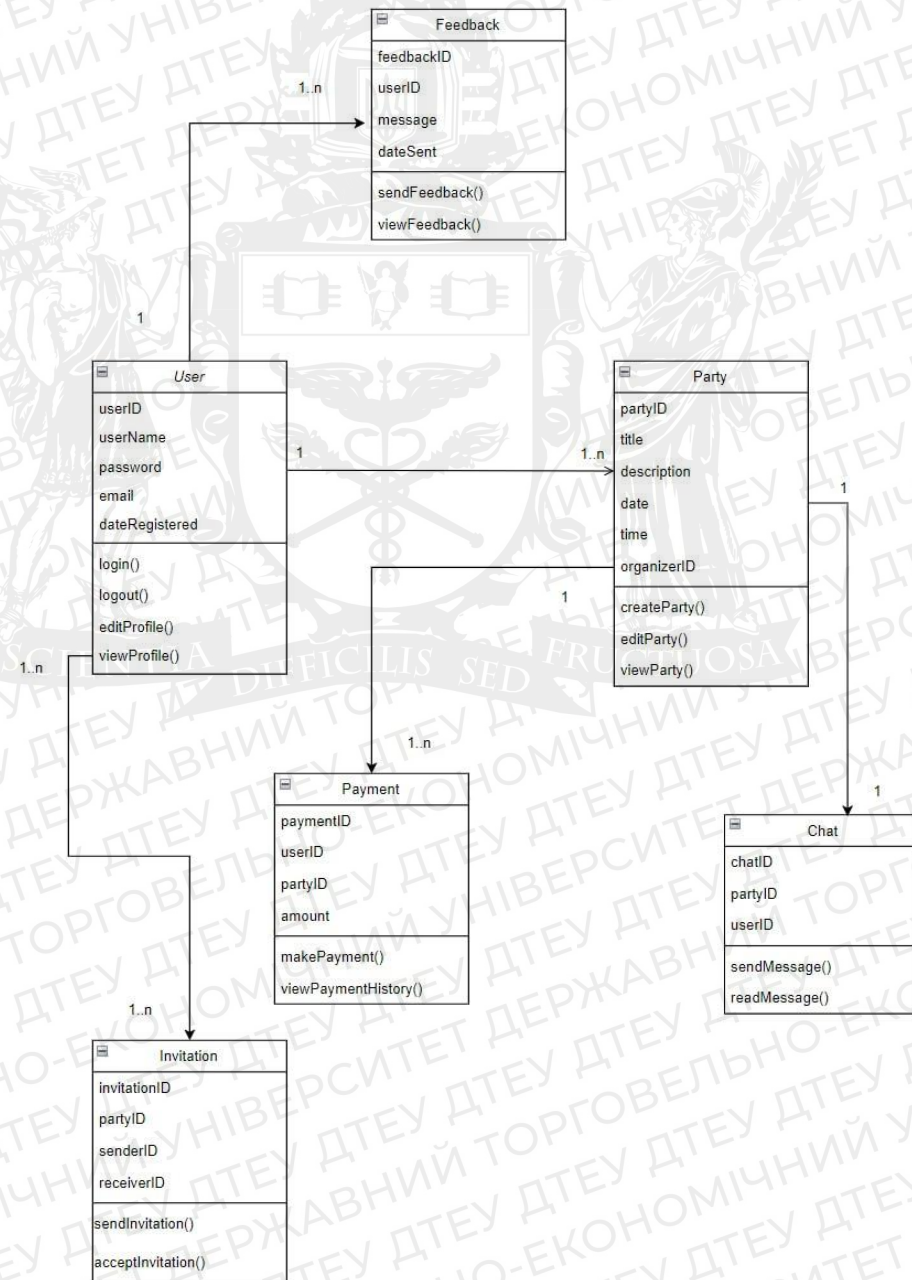 Feedback
feedbackID
userID
message
dateSent
sendFeedback()
viewFeedback()
1..n
1
User
userID
userName
password
email
dateRegistered
login()
logout()
editProfile()
viewProfile()
1
1..n
Party
partyID
title
description
date
time
organizerID
createParty()
editParty()
viewParty()
1
1
1..n
1..n
1
Payment
paymentID
userID
partyID
amount
makePayment()
viewPaymentHistory()
Chat
chatID
partyID
userID
sendMessage()
readMessage()
1..n
Invitation
invitationID
partyID
senderID
receiverID
sendInvitation()
acceptInvitation()
DIFFICILIS SED FRUCTUOSA